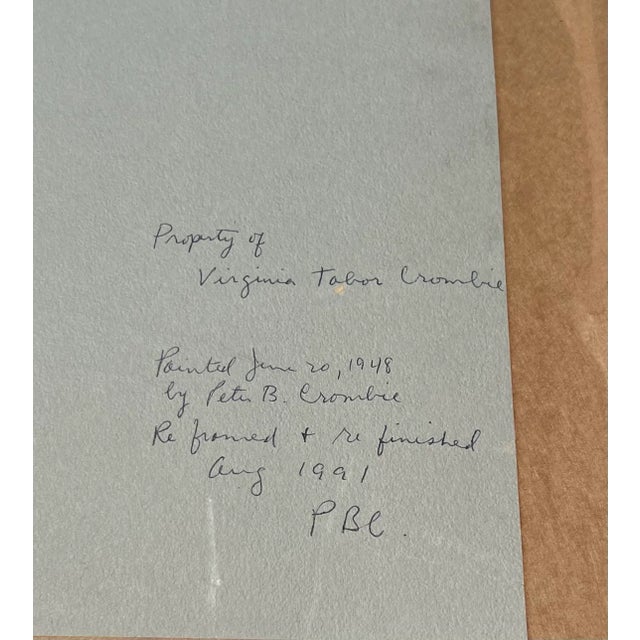 Property of
Virginia Tabor Crombie
Painted June 20, 1948
by Peter B. Crombie
Re framed + re finished
Aug 1991
PBC.